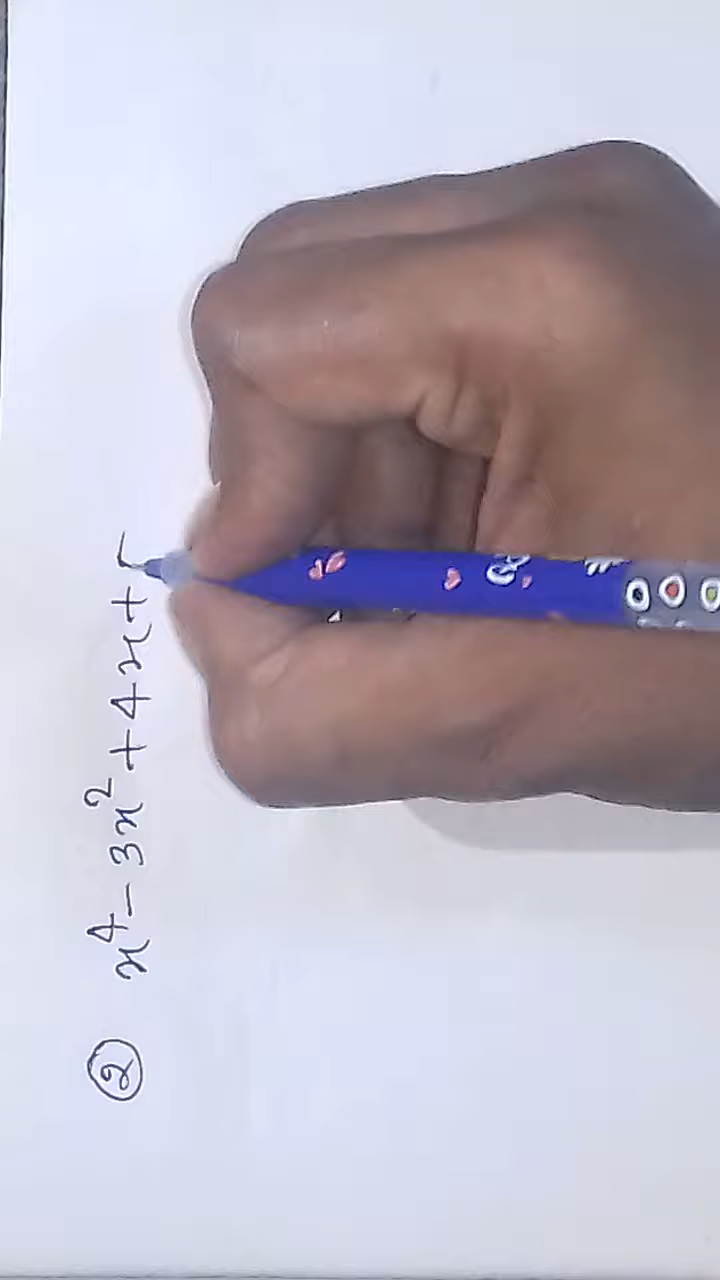 ② x⁴ - 3x² + 4x +